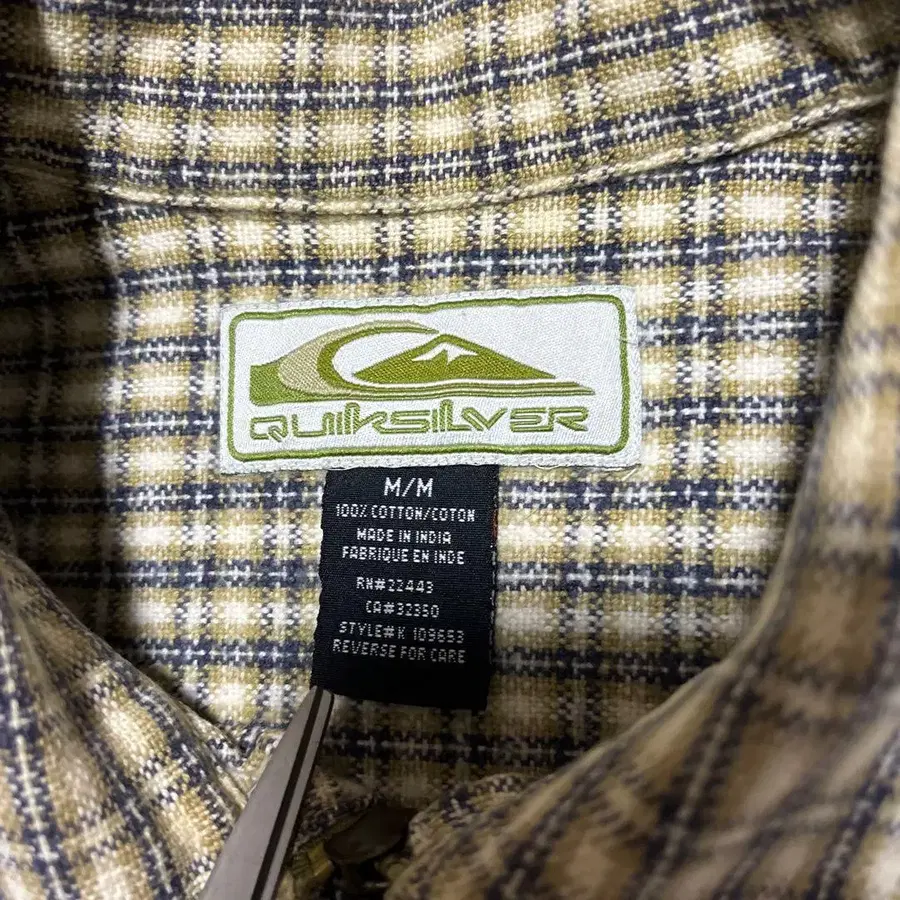 QUIKSILVER
M/M
100% COTTON/COTON
MADE IN INDIA
FABRIQUE EN INDE
RN#22443
CA#32350
STYLE#K 109653
REVERSE FOR CARE